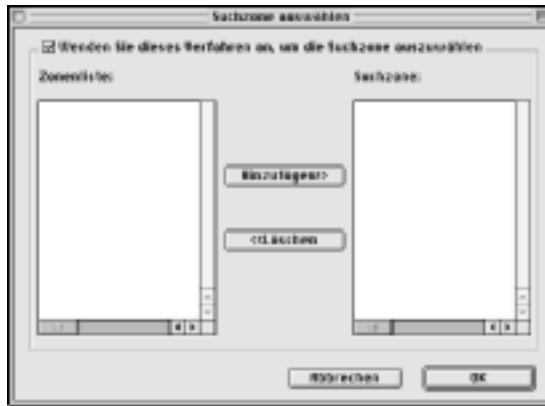 Suchzone auswählen
Wenden Sie dieses Verfahren an, um die Suchzone auszuwählen
Zonenliste:
Suchzone:
Hinzufügen>>
<<Löschen
Abbrechen
OK